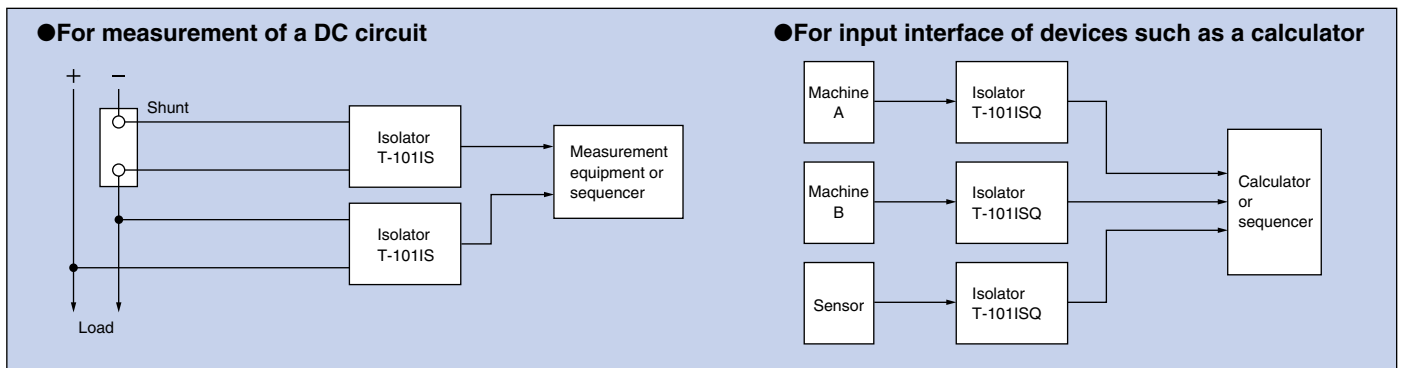 ●For measurement of a DC circuit
+ −
Shunt
Isolator
T-101IS
Measurement
equipment or
sequencer
Isolator
T-101IS
Load
●For input interface of devices such as a calculator
Machine
A
Isolator
T-101ISQ
Machine
B
Isolator
T-101ISQ
Calculator
or
sequencer
Sensor
Isolator
T-101ISQ